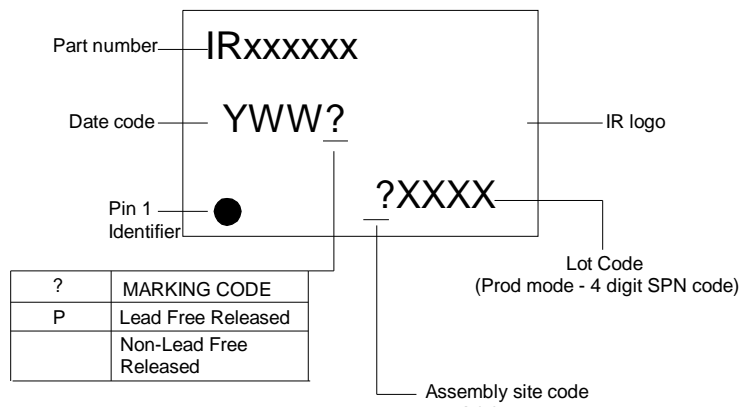 Part number
IRxxxxxx
Date code
YWW?
IR logo
?XXXX
Pin 1
Identifier
Lot Code
(Prod mode - 4 digit SPN code)
? MARKING CODE
P Lead Free Released
Non-Lead Free
Released
Assembly site code